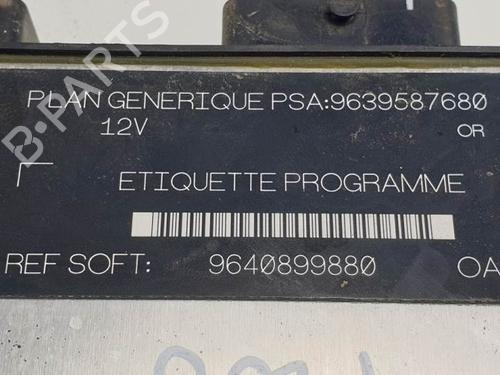 PLAN GENERIQUE PSA:9639587680
12V OR
ETIQUETTE PROGRAMME
REF SOFT: 9640899880 OA
B-Parts